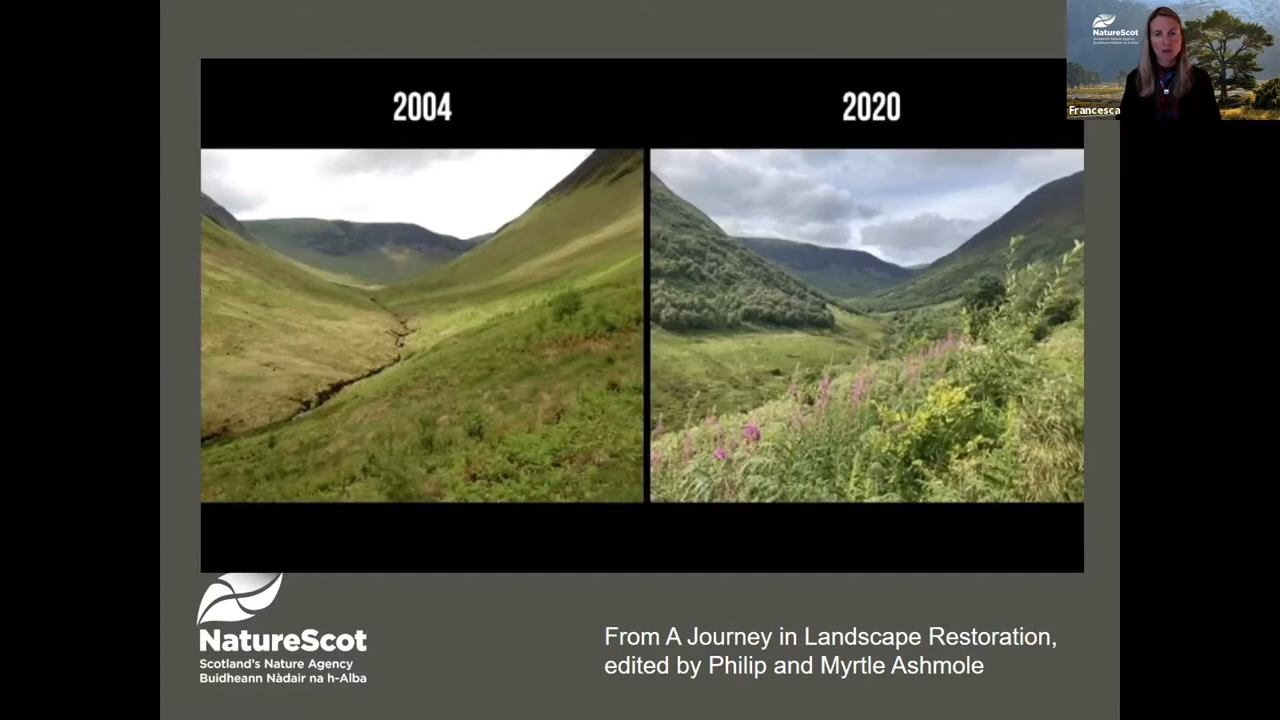 2004
2020
NatureScot
Francesca
NatureScot
Scotland's Nature Agency
Buidheann Nàdair na h-Alba
From A Journey in Landscape Restoration,
edited by Philip and Myrtle Ashmole